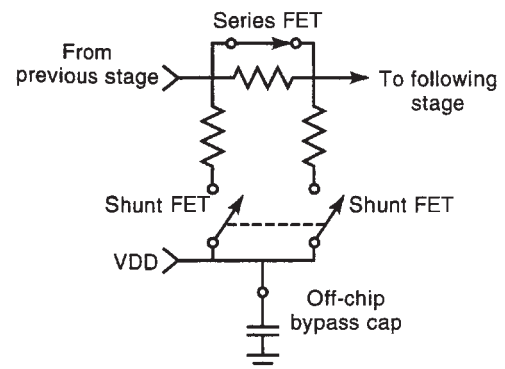 Series FET
From
previous stage
To following
stage
Shunt FET
Shunt FET
VDD
Off-chip
bypass cap